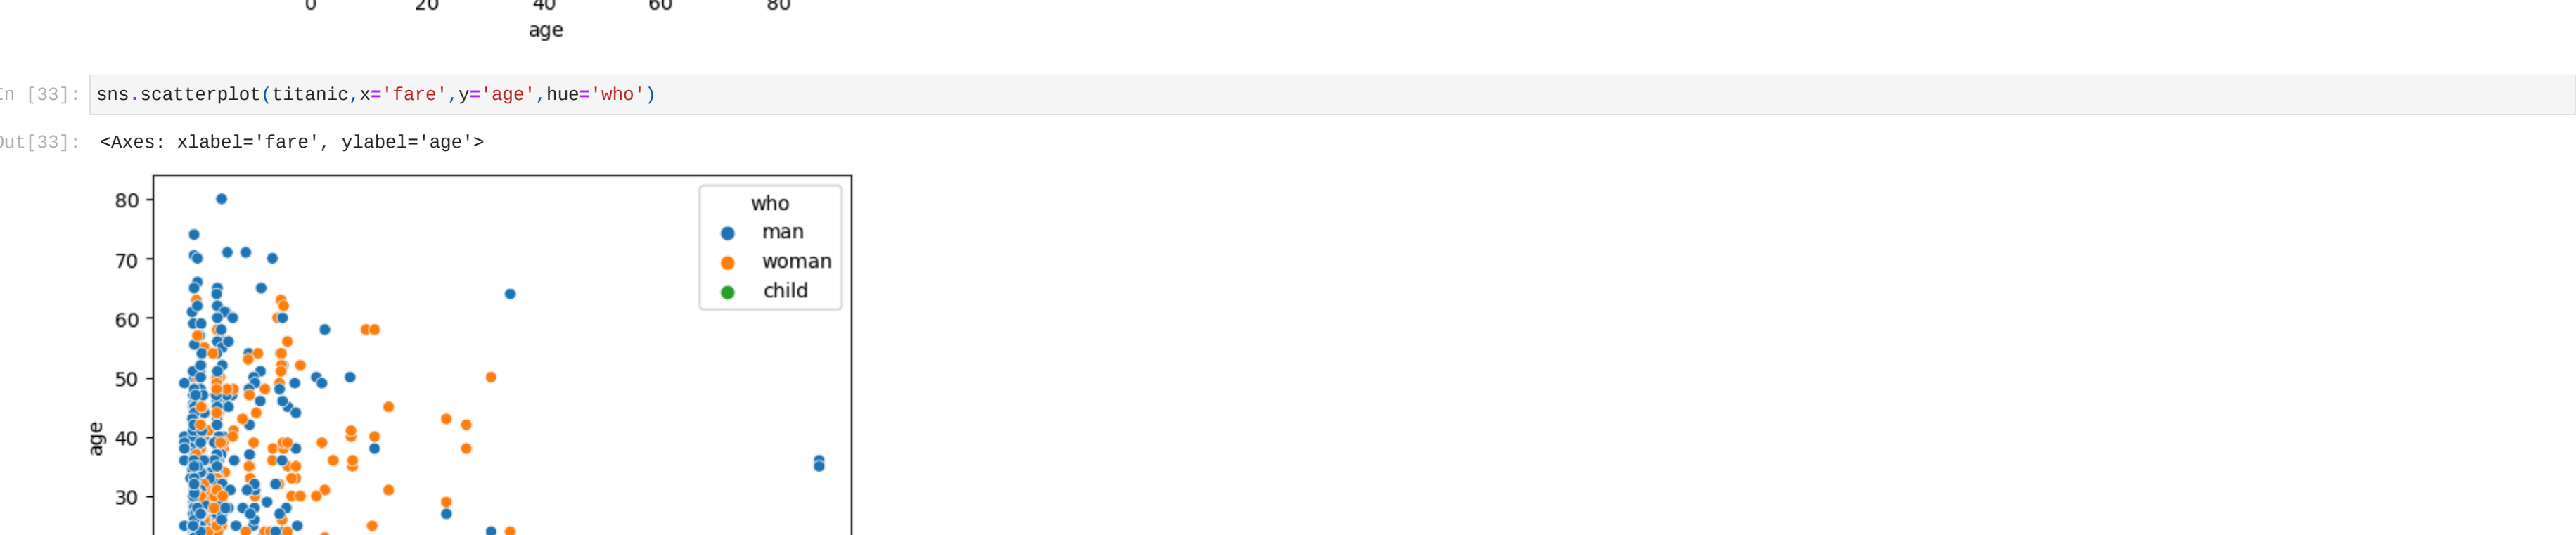 0 20 40 60 80
age
In [33]: sns.scatterplot(titanic,x='fare',y='age',hue='who')
Out[33]: <Axes: xlabel='fare', ylabel='age'>
80
who
man
70
woman
child
60
50
age
40
30